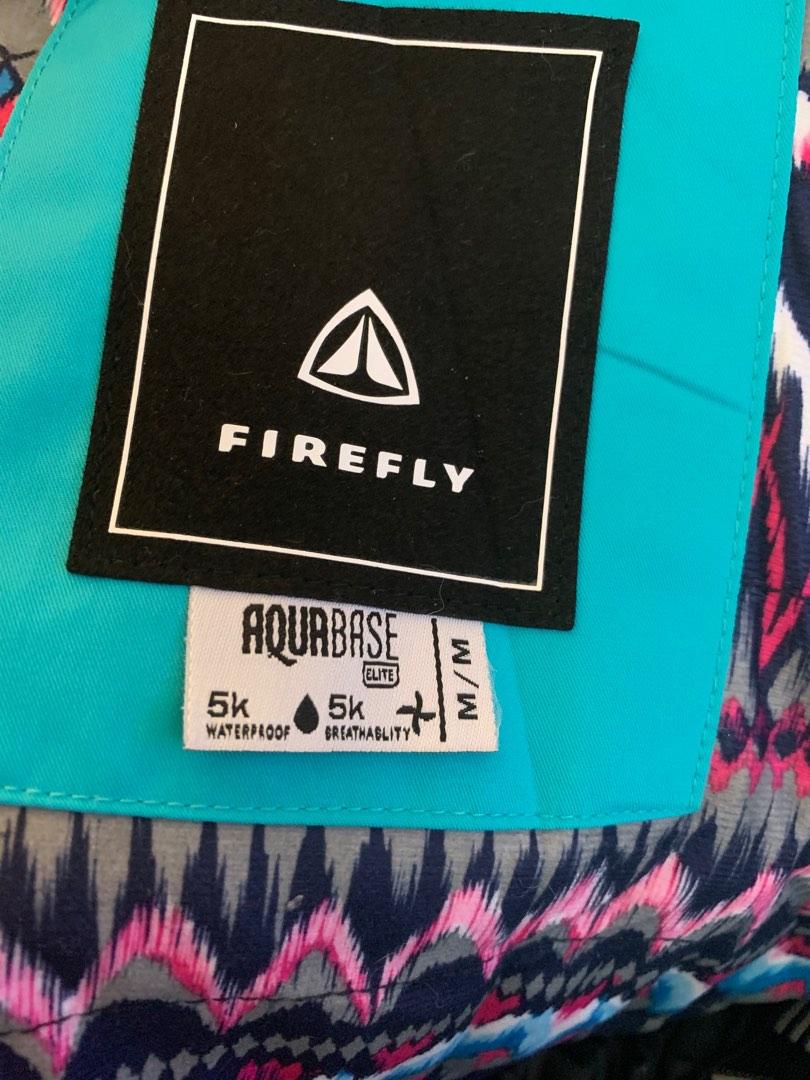 FIREFLY
AQUABASE
ELITE
5k 5k
WATERPROOF BREATHABLITY
M/M